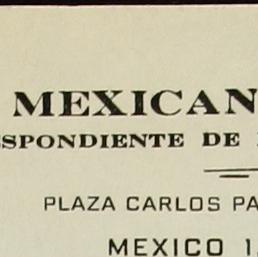 MEXICAN
SPONDIENTE DE
PLAZA CARLOS PA
MEXICO 1